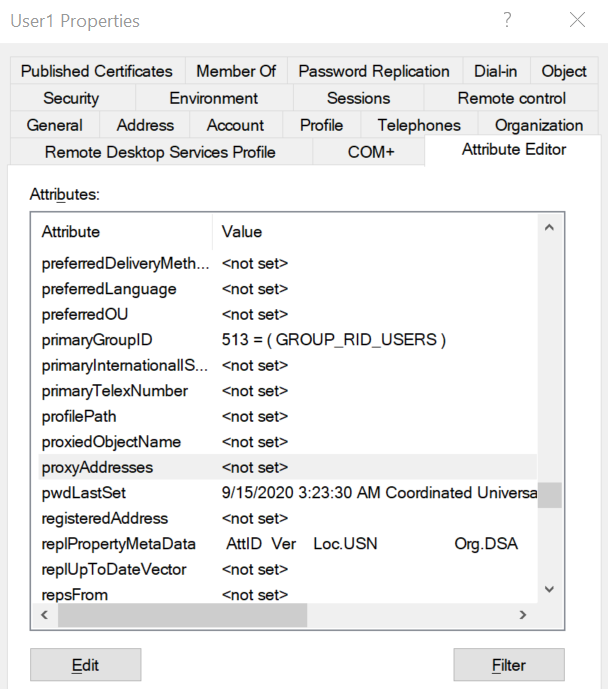 User1 Properties ?
Published Certificates Member Of Password Replication Dial-in Object
Security Environment Sessions Remote control
General Address Account Profile Telephones Organization
Remote Desktop Services Profile COM+ Attribute Editor
Attributes:
Attribute Value
preferredDeliveryMeth... <not set>
preferredLanguage <not set>
preferredOU <not set>
primaryGroupID 513 = ( GROUP_RID_USERS )
primaryInternationalIS... <not set>
primaryTelexNumber <not set>
profilePath <not set>
proxiedObjectName <not set>
proxyAddresses <not set>
pwdLastSet 9/15/2020 3:23:30 AM Coordinated Universa
registeredAddress <not set>
replPropertyMetaData AttID Ver Loc.USN Org.DSA
replUpToDateVector <not set>
repsFrom <not set>
Edit Filter